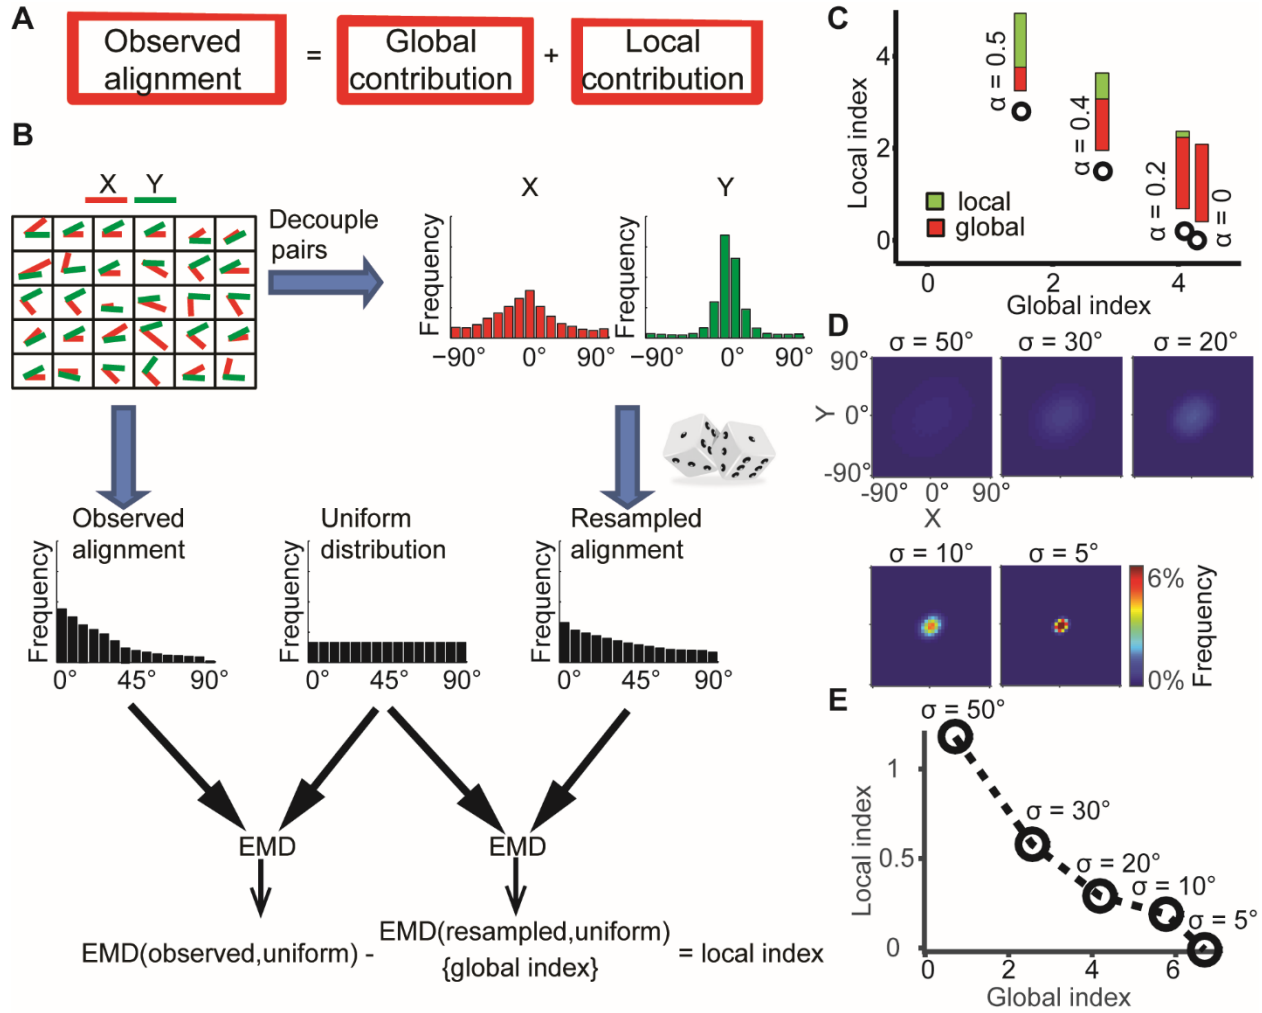 A
Observed
alignment
=
Global
contribution
+
Local
contribution
B
X Y
Decouple
pairs
X
Frequency
−90° 0° 90°
Y
Frequency
−90° 0° 90°
Observed
alignment
Frequency
0° 45° 90°
Uniform
distribution
Frequency
0° 45° 90°
Resampled
alignment
Frequency
0° 45° 90°
EMD
EMD
EMD(observed,uniform) -
EMD(resampled,uniform)
{global index}
= local index
C
Local index
4
2
0
α = 0.5
α = 0.4
α = 0.2
α = 0
local
global
0 2 4
Global index
D
σ = 50° σ = 30° σ = 20°
90°
Y 0°
-90°
-90° 0° 90°
X
σ = 10° σ = 5°
6%
0%
Frequency
E
σ = 50°
σ = 30°
σ = 20°
σ = 10°
σ = 5°
Local index
1
0.5
0
0 2 4 6
Global index